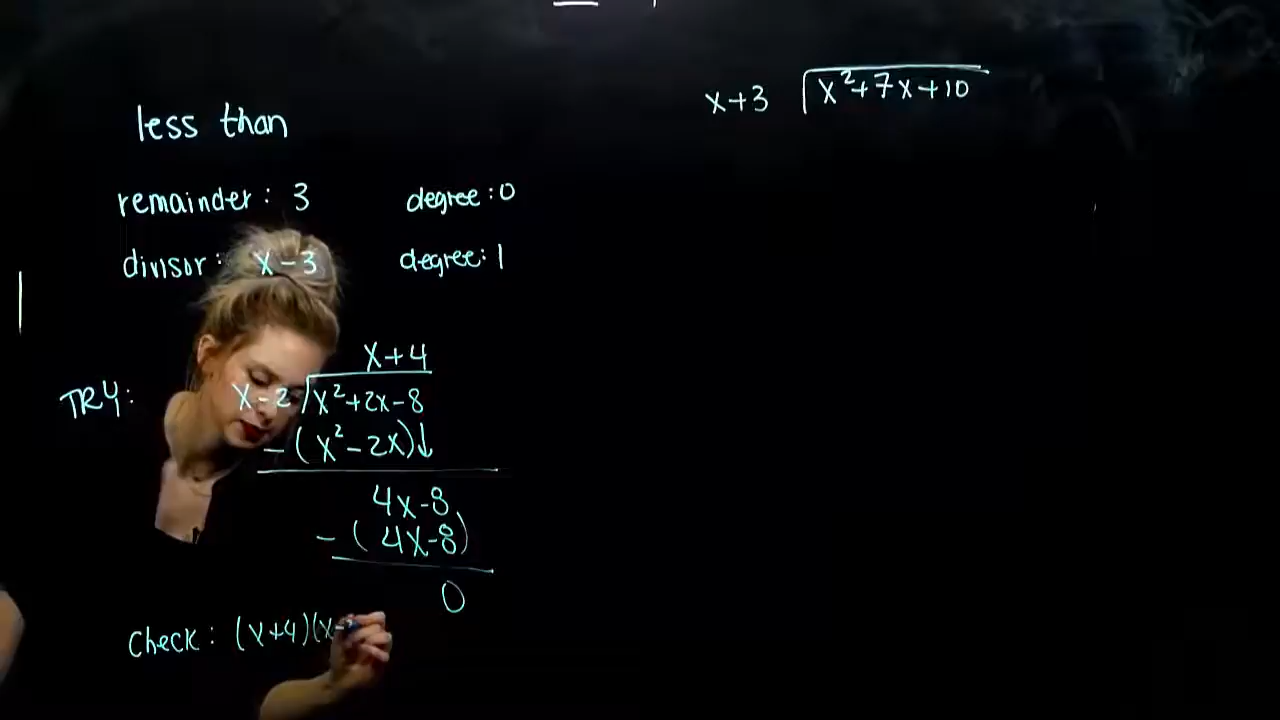 less than
remainder: 3 degree: 0
divisor: x-3 degree: 1
TRY:
x+4
x-2 x²+2x-8
-(x²-2x)↓
4x-8
-(4x-8)
0
Check: (x+4)(x-
x+3 x²+7x+10